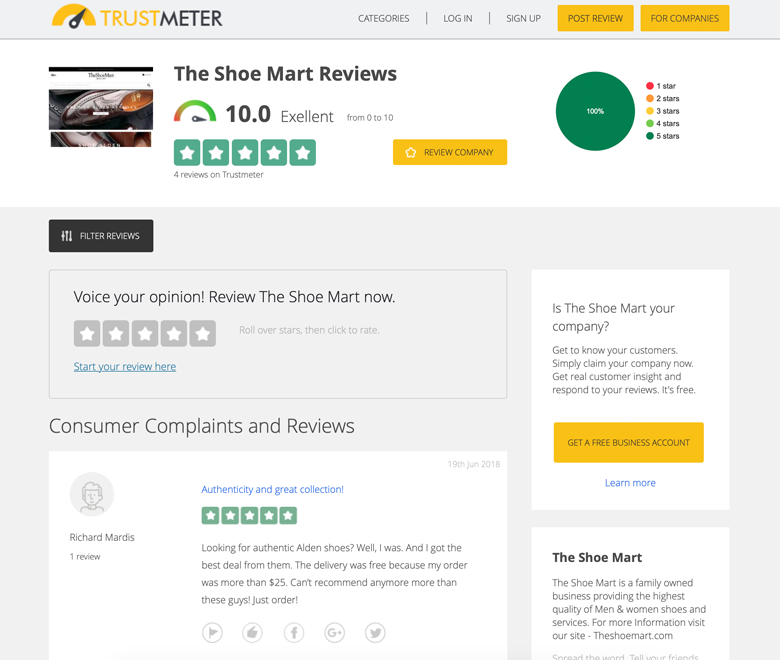 TRUSTMETER
CATEGORIES
LOG IN
SIGN UP
POST REVIEW
FOR COMPANIES
The Shoe Mart Reviews
10.0 Exellent from 0 to 10
4 reviews on Trustmeter
REVIEW COMPANY
100%
1 star
2 stars
3 stars
4 stars
5 stars
FILTER REVIEWS
Voice your opinion! Review The Shoe Mart now.
Roll over stars, then click to rate.
Start your review here
Is The Shoe Mart your
company?
Get to know your customers.
Simply claim your company now.
Get real customer insight and
respond to your reviews. It's free.
GET A FREE BUSINESS ACCOUNT
Learn more
Consumer Complaints and Reviews
19th Jun 2018
Richard Mardis
1 review
Authenticity and great collection!
Looking for authentic Alden shoes? Well, I was. And I got the
best deal from them. The delivery was free because my order
was more than $25. Can't recommend anymore more than
these guys! Just order!
The Shoe Mart
The Shoe Mart is a family owned
business providing the highest
quality of Men & women shoes and
services. For more Information visit
our site - Theshoemart.com
Spread the word. Tell your friends